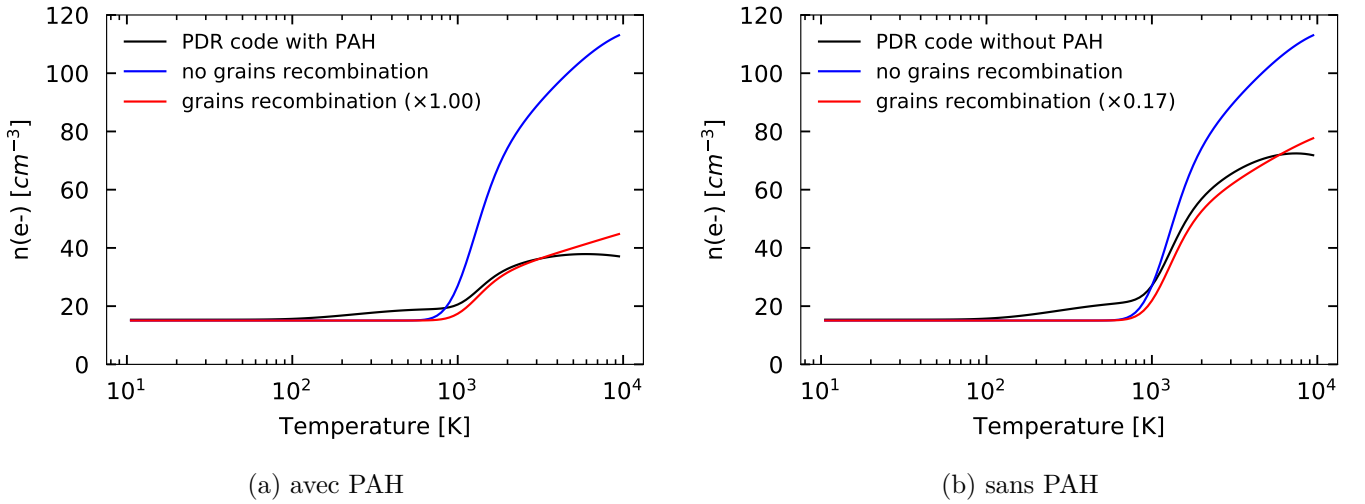 120
100
80
60
40
20
0
n(e-) [cm⁻³]
PDR code with PAH
no grains recombination
grains recombination (×1.00)
10¹ 10² 10³ 10⁴
Temperature [K]
(a) avec PAH
120
100
80
60
40
20
0
n(e-) [cm⁻³]
PDR code without PAH
no grains recombination
grains recombination (×0.17)
10¹ 10² 10³ 10⁴
Temperature [K]
(b) sans PAH